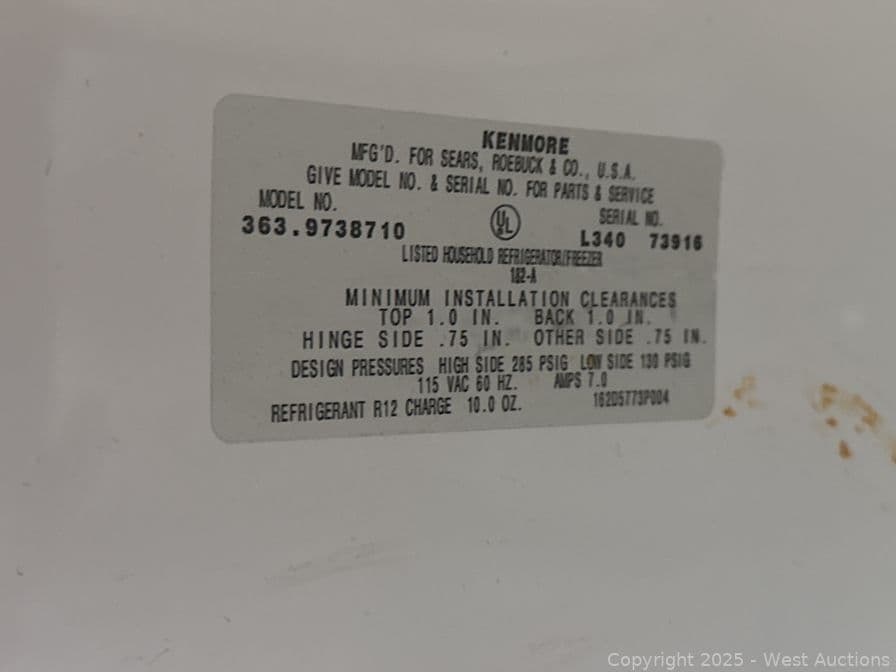 KENMORE
MFG'D. FOR SEARS, ROEBUCK & CO., U.S.A.
GIVE MODEL NO. & SERIAL NO. FOR PARTS & SERVICE
MODEL NO. SERIAL NO.
363.9738710 UL L340 73916
LISTED HOUSEHOLD REFRIGERATOR/FREEZER
182-A
MINIMUM INSTALLATION CLEARANCES
TOP 1.0 IN. BACK 1.0 IN.
HINGE SIDE .75 IN. OTHER SIDE .75 IN.
DESIGN PRESSURES HIGH SIDE 285 PSIG LOW SIDE 130 PSIG
115 VAC 60 HZ. AMPS 7.0
REFRIGERANT R12 CHARGE 10.0 OZ. 162D5773P004
Copyright 2025 - West Auctions